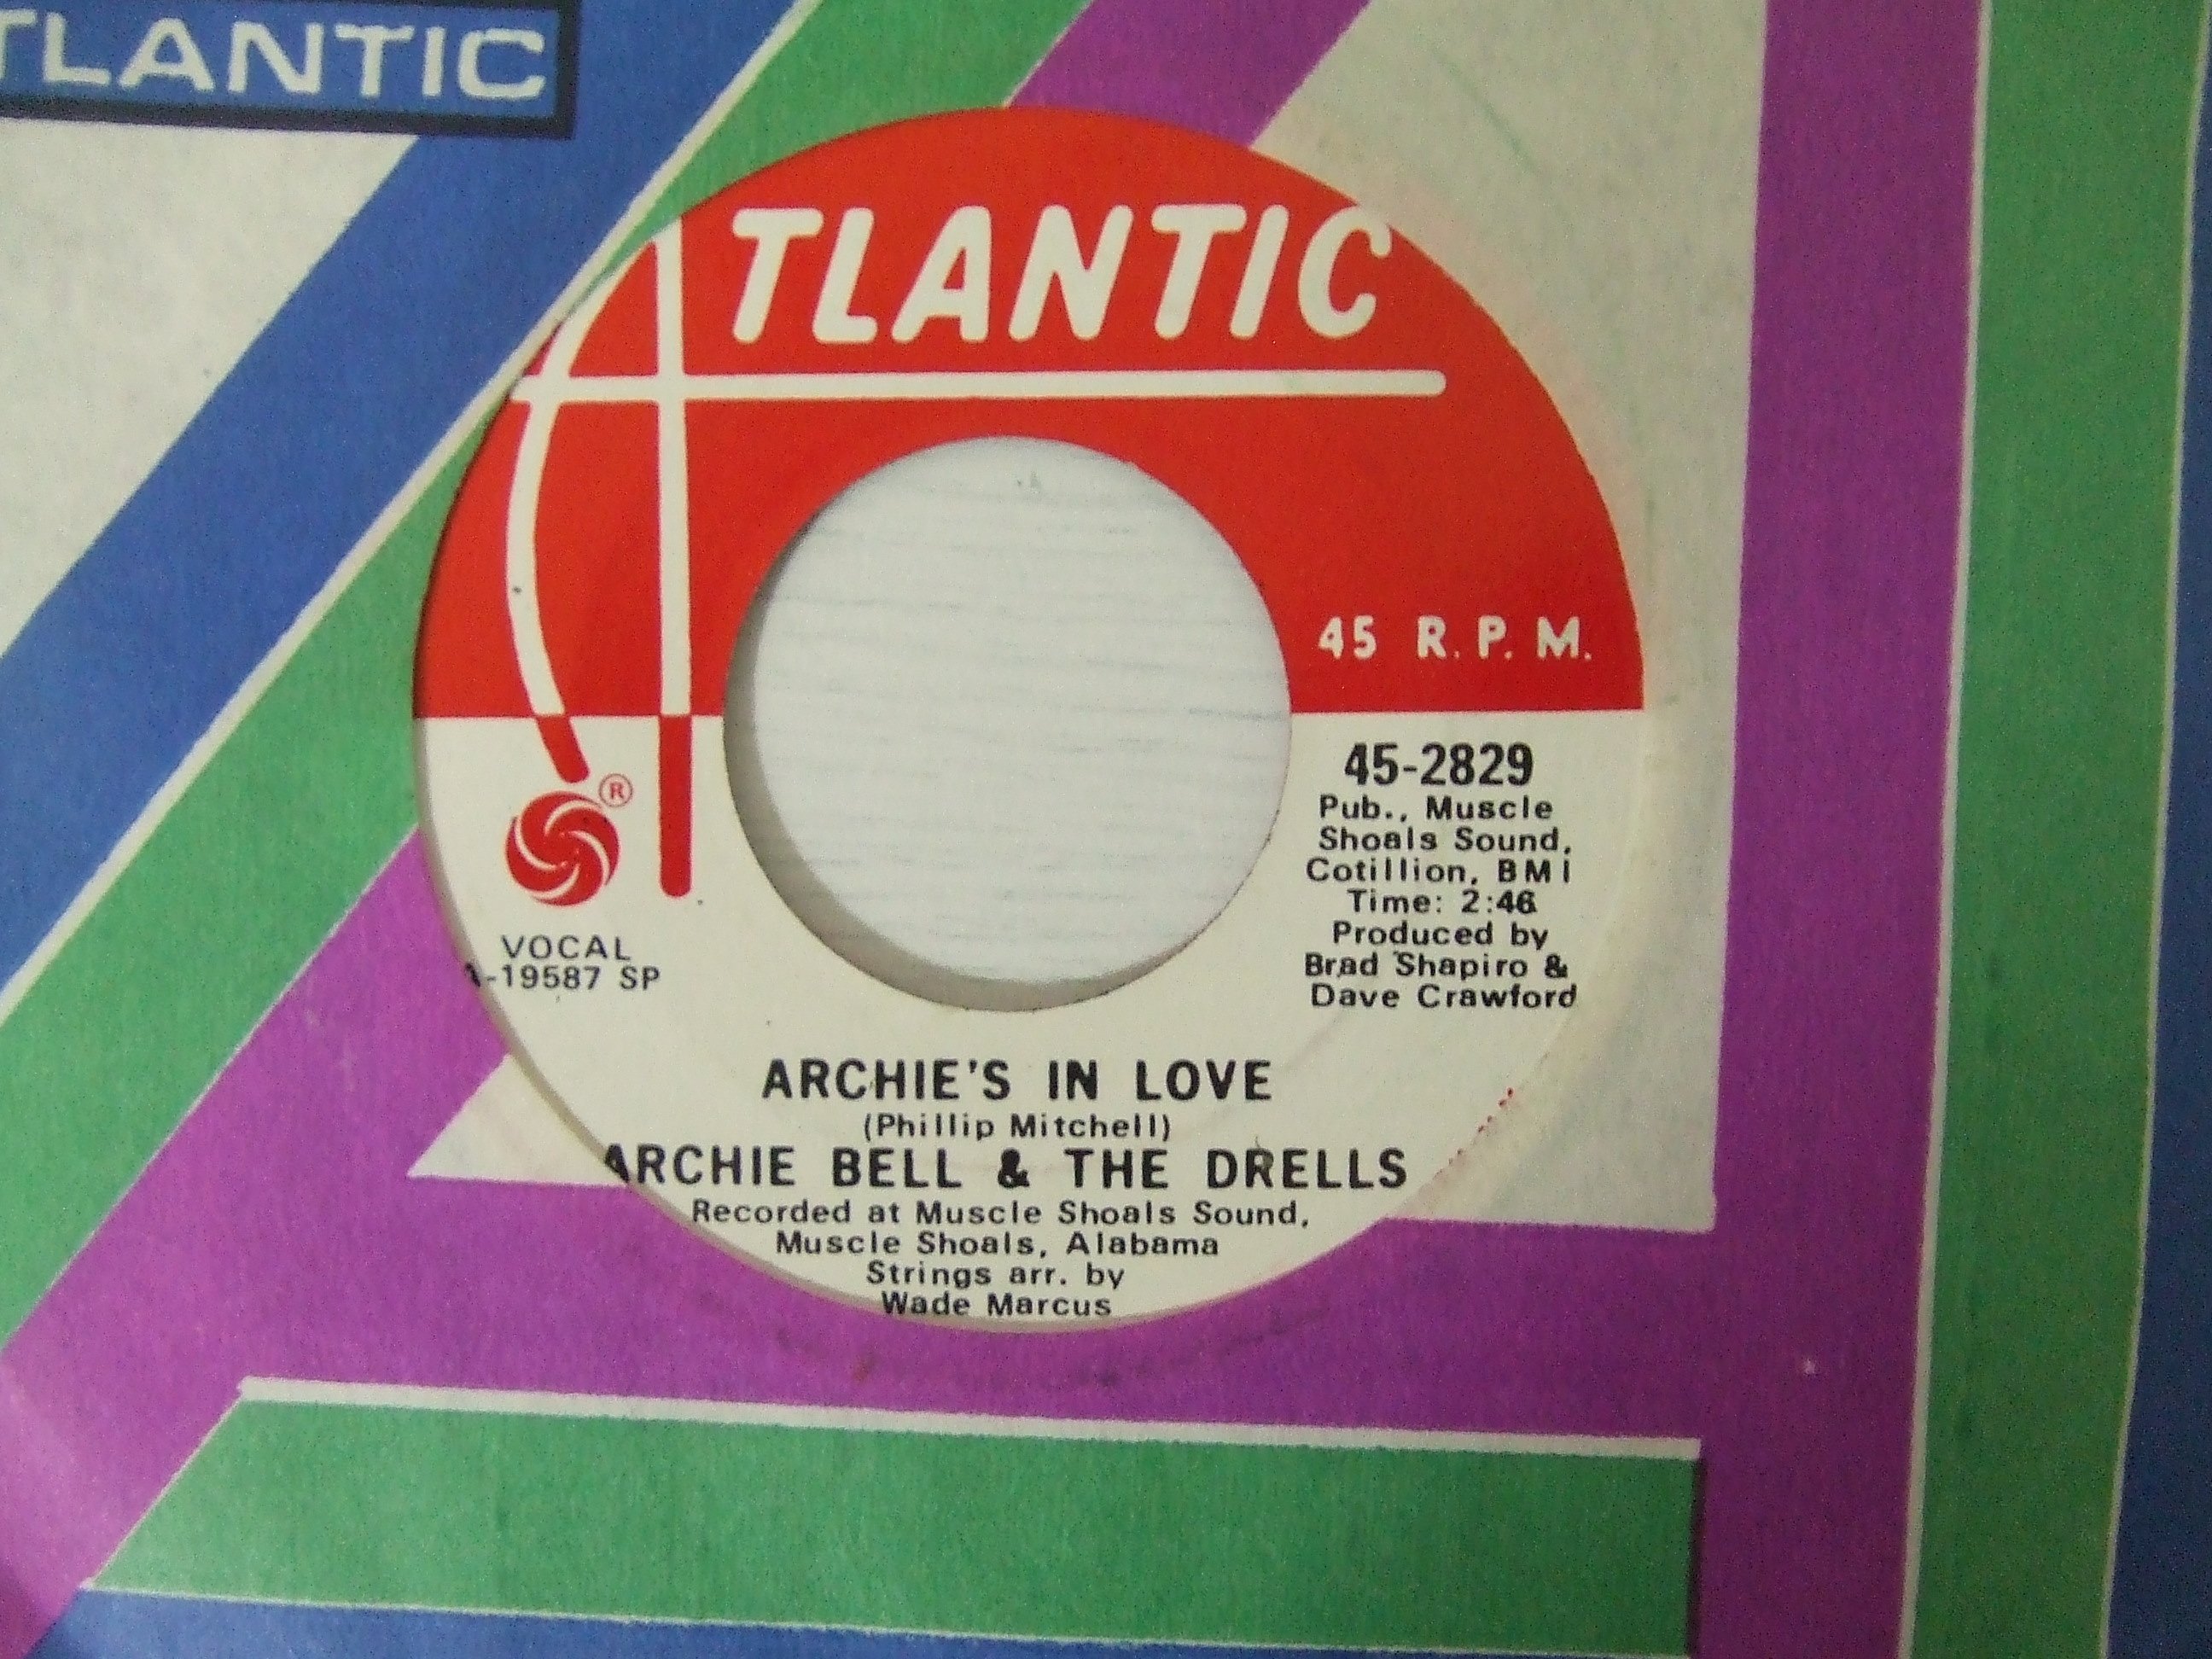 TLANTIC
ATLANTIC
45 R.P.M.
®
45-2829
Pub., Muscle
Shoals Sound,
Cotillion, BMI
Time: 2:46
Produced by
Brad Shapiro &
Dave Crawford
VOCAL
A-19587 SP
ARCHIE'S IN LOVE
(Phillip Mitchell)
ARCHIE BELL & THE DRELLS
Recorded at Muscle Shoals Sound,
Muscle Shoals, Alabama
Strings arr. by
Wade Marcus